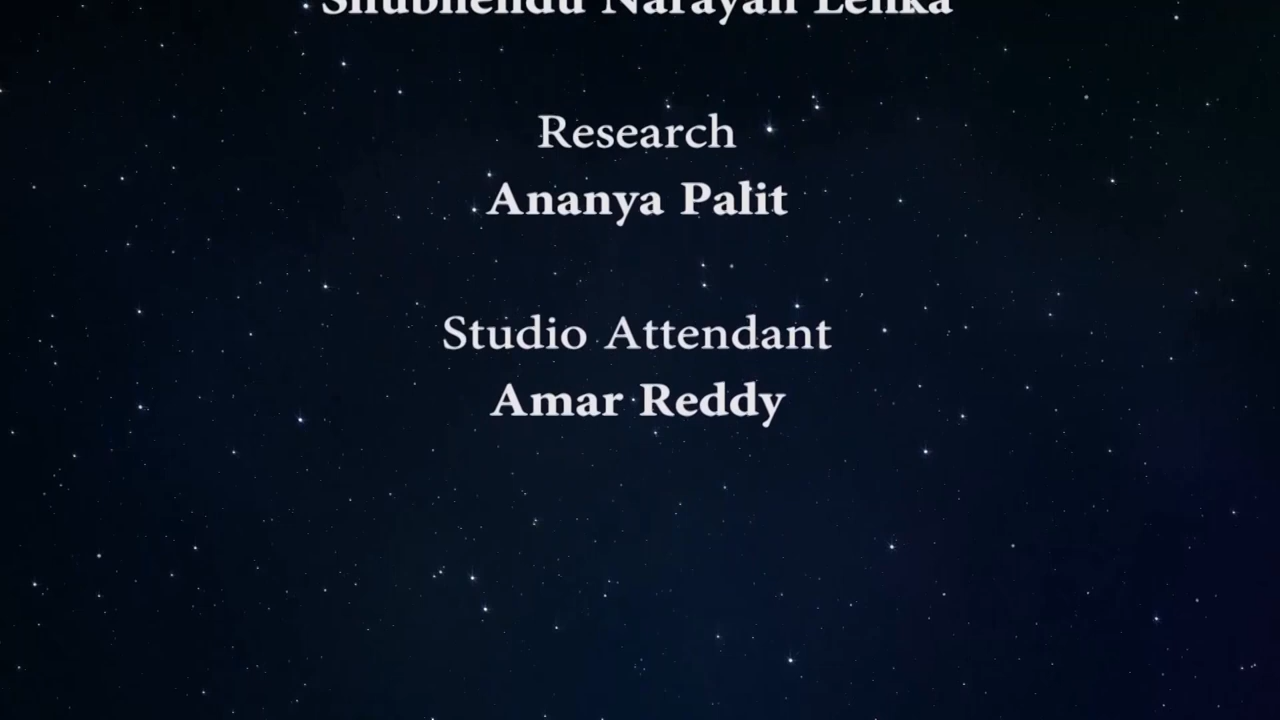 Shubhendu Narayan Lenka
Research
Ananya Palit
Studio Attendant
Amar Reddy